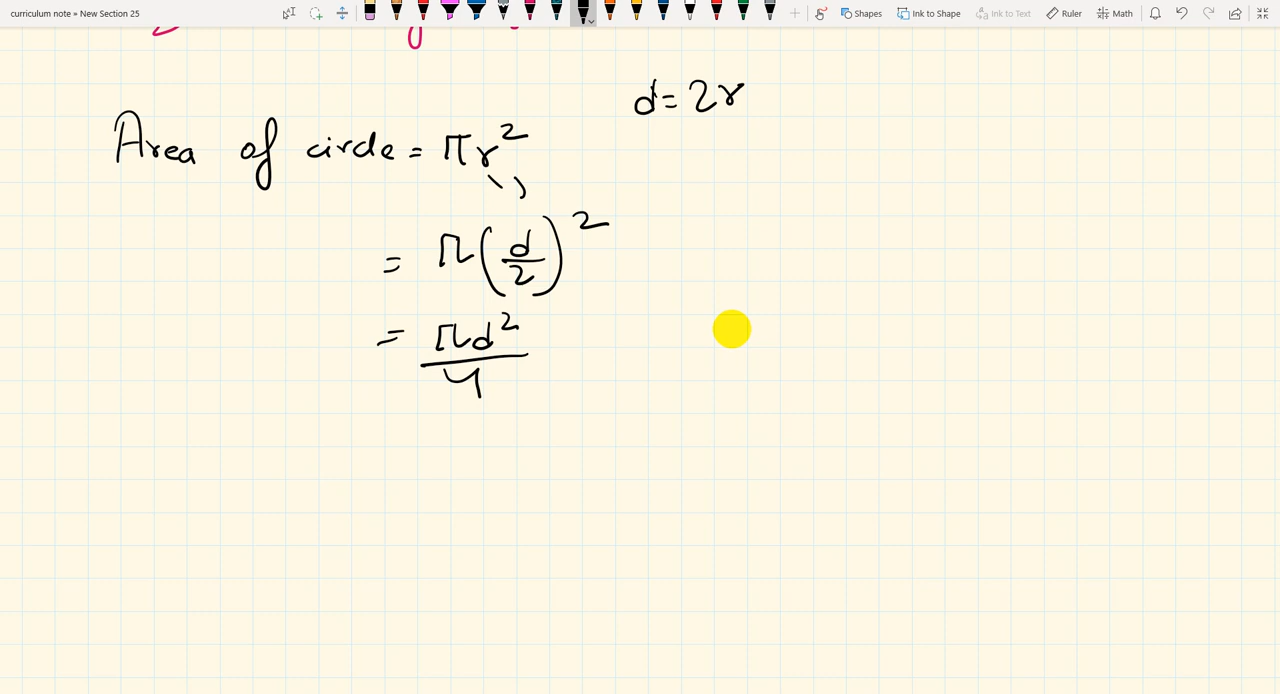 curriculum note » New Section 25
Shapes Ink to Shape Ink to Text Ruler Math
d = 2r
Area of circle = πr²
= π(d/2)²
= πd²/4